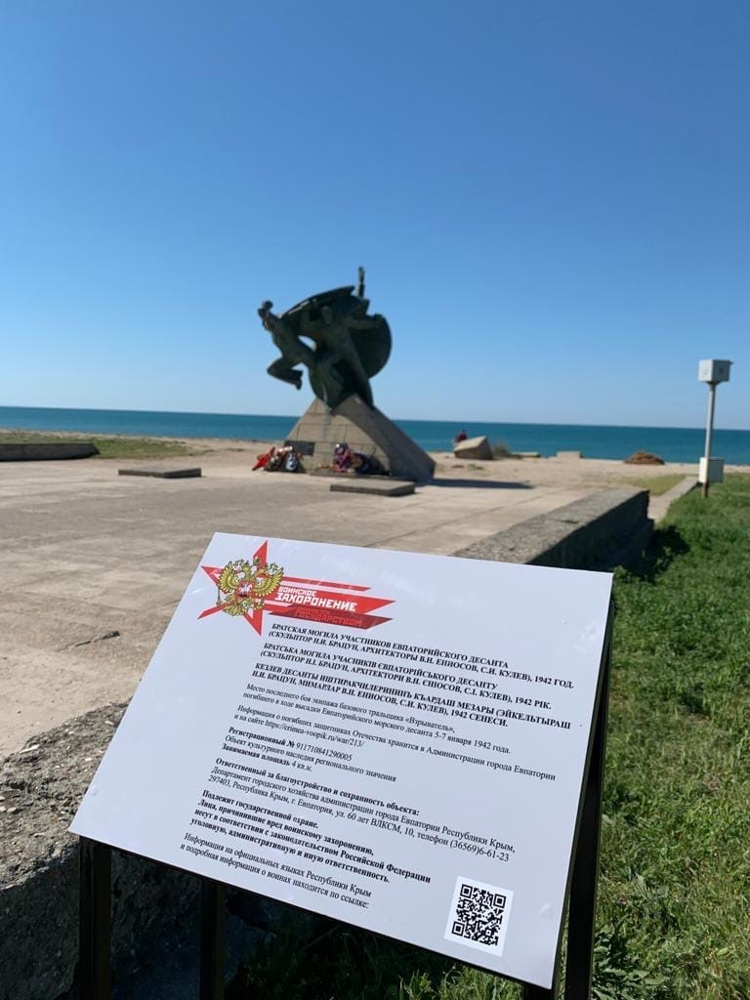 ВОИНСКОЕ
ЗАХОРОНЕНИЕ
ГОСУДАРСТВОМ
БРАТСКАЯ МОГИЛА УЧАСТНИКОВ ЕВПАТОРИЙСКОГО ДЕСАНТА
(СКУЛЬПТОР Н.И. БРАЦУН, АРХИТЕКТОРЫ В.Н. ЕНИОСОВ, С.И. КУЛЕВ), 1942 ГОД.
БРАТСЬКА МОГИЛА УЧАСНИКІВ ЄВПАТОРІЙСЬКОГО ДЕСАНТУ
(СКУЛЬПТОР Н.І. БРАЦУН, АРХІТЕКТОРИ В.Н. ЄНІОСОВ, С.І. КУЛЕВ), 1942 РІК.
КЕЗЛЕВ ДЕСАНТЫ ИШТИРАКЧИЛЕРИНИНЪ КЪАРДАШ МЕЗАРЫ (ЭЙКЕЛЬТЫРАШ
Н.И. БРАЦУН, МИМАРЛАР В.Н. ЕНИОСОВ, С.И. КУЛЕВ), 1942 СЕНЕСИ.
Место последнего боя экипажа базового тральщика «Взрыватель»,
погибшего в ходе высадки Евпаторийского морского десанта 5-7 января 1942 года.
Информация о погибших защитниках Отечества хранится в Администрации города Евпатории
и на сайте https://crimea-voopik.ru/war/213/
Регистрационный № 911710841290005
Объект культурного наследия регионального значения
Занимаемая площадь 4 кв.м.
Ответственный за благоустройство и сохранность объекта:
Департамент городского хозяйства администрации города Евпатории Республики Крым,
297403, Республика Крым, г. Евпатория, ул. 60 лет ВЛКСМ, 10, телефон (36569)6-61-23
Подлежит государственной охране.
Лица, причинившие вред воинскому захоронению,
несут в соответствии с законодательством Российской Федерации
уголовную, административную и иную ответственность.
Информация на официальных языках Республики Крым
и подробная информация о воинах находится по ссылке: